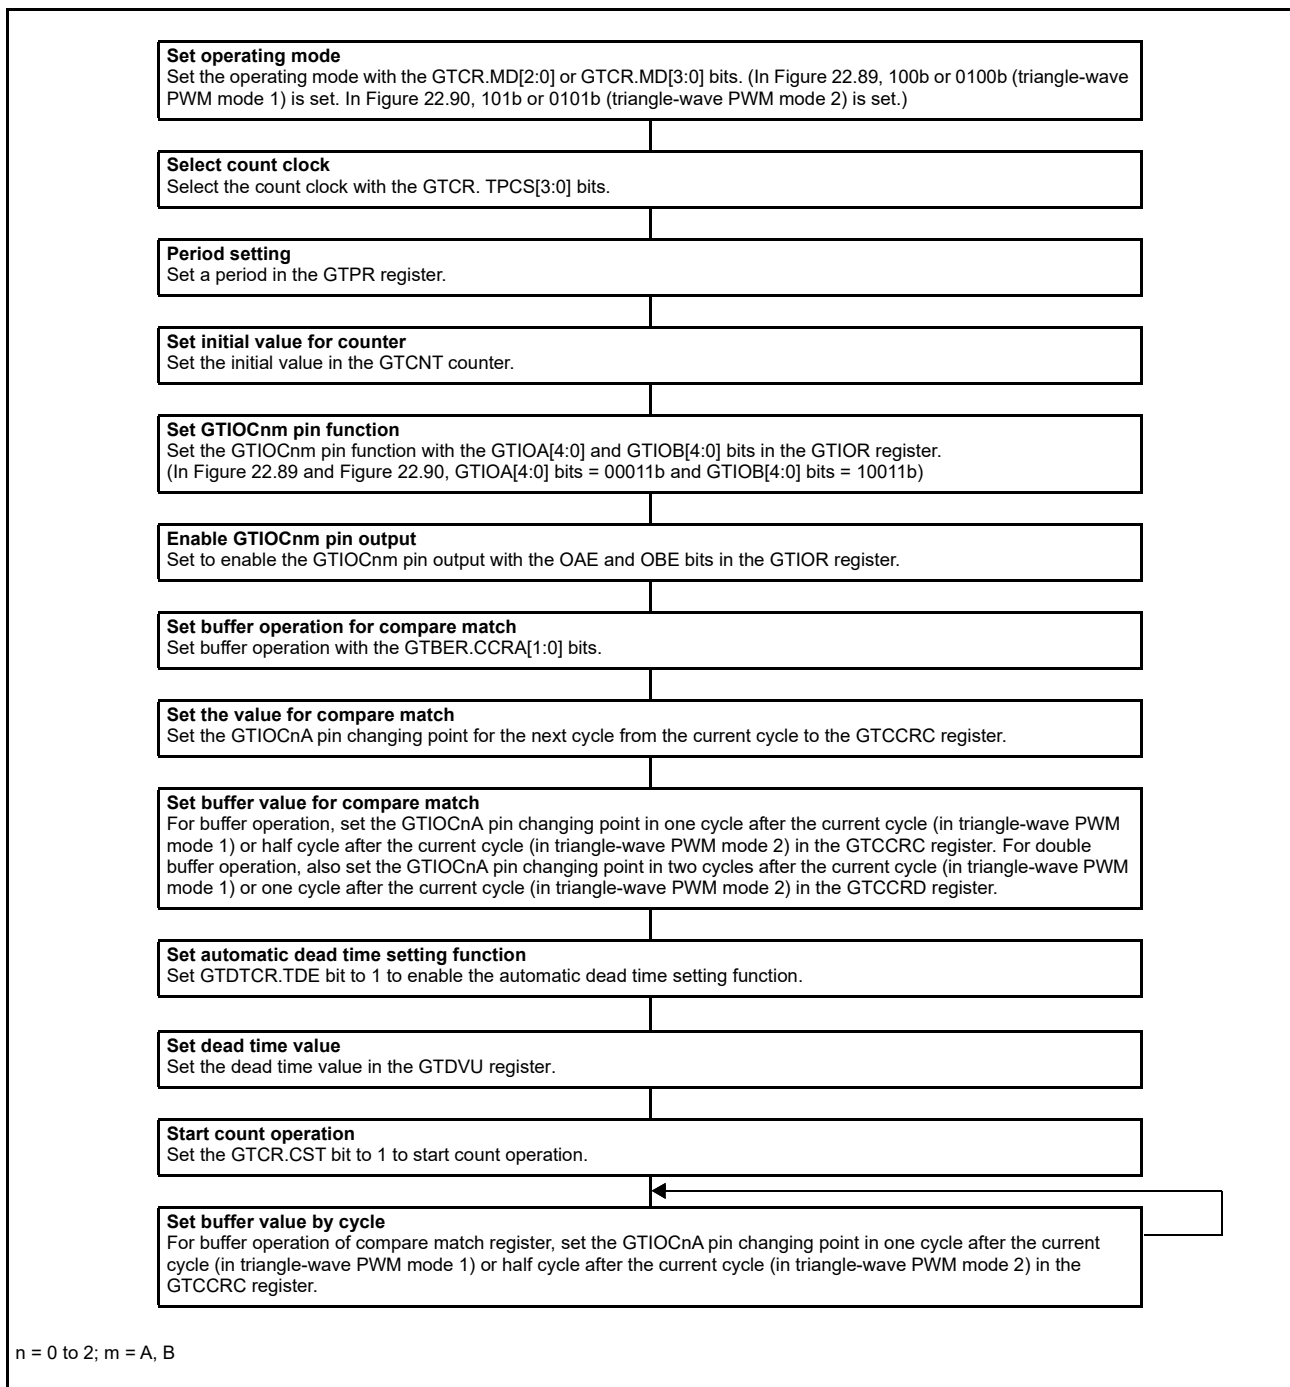 Set operating mode
Set the operating mode with the GTCR.MD[2:0] or GTCR.MD[3:0] bits. (In Figure 22.89, 100b or 0100b (triangle-wave
PWM mode 1) is set. In Figure 22.90, 101b or 0101b (triangle-wave PWM mode 2) is set.)
Select count clock
Select the count clock with the GTCR. TPCS[3:0] bits.
Period setting
Set a period in the GTPR register.
Set initial value for counter
Set the initial value in the GTCNT counter.
Set GTIOCnm pin function
Set the GTIOCnm pin function with the GTIOA[4:0] and GTIOB[4:0] bits in the GTIOR register.
(In Figure 22.89 and Figure 22.90, GTIOA[4:0] bits = 00011b and GTIOB[4:0] bits = 10011b)
Enable GTIOCnm pin output
Set to enable the GTIOCnm pin output with the OAE and OBE bits in the GTIOR register.
Set buffer operation for compare match
Set buffer operation with the GTBER.CCRA[1:0] bits.
Set the value for compare match
Set the GTIOCnA pin changing point for the next cycle from the current cycle to the GTCCRC register.
Set buffer value for compare match
For buffer operation, set the GTIOCnA pin changing point in one cycle after the current cycle (in triangle-wave PWM
mode 1) or half cycle after the current cycle (in triangle-wave PWM mode 2) in the GTCCRC register. For double
buffer operation, also set the GTIOCnA pin changing point in two cycles after the current cycle (in triangle-wave PWM
mode 1) or one cycle after the current cycle (in triangle-wave PWM mode 2) in the GTCCRD register.
Set automatic dead time setting function
Set GTDTCR.TDE bit to 1 to enable the automatic dead time setting function.
Set dead time value
Set the dead time value in the GTDVU register.
Start count operation
Set the GTCR.CST bit to 1 to start count operation.
Set buffer value by cycle
For buffer operation of compare match register, set the GTIOCnA pin changing point in one cycle after the current
cycle (in triangle-wave PWM mode 1) or half cycle after the current cycle (in triangle-wave PWM mode 2) in the
GTCCRC register.
n = 0 to 2; m = A, B